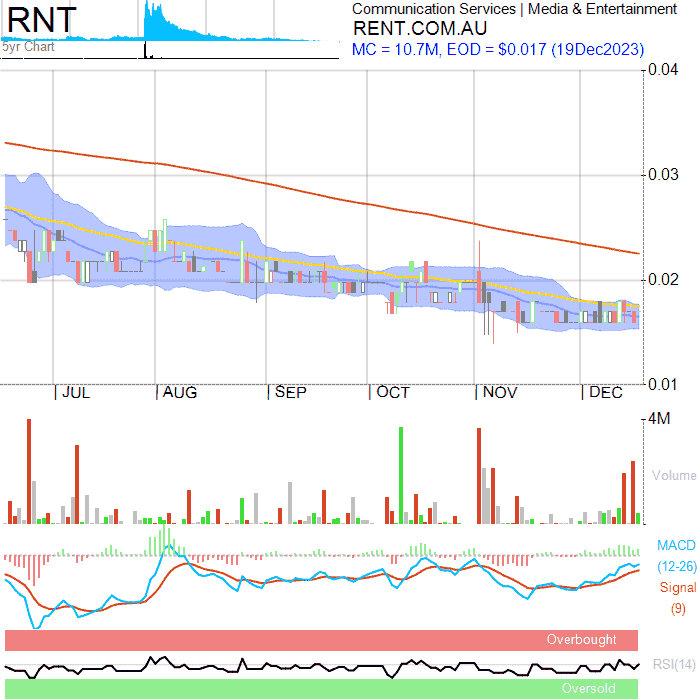 RNT
5yr Chart
Communication Services | Media & Entertainment
RENT.COM.AU
MC = 10.7M, EOD = $0.017 (19Dec2023)
0.04
0.03
0.02
0.01
JUL AUG SEP OCT NOV DEC
4M
Volume
MACD
(12-26)
Signal
(9)
Overbought
RSI(14)
Oversold